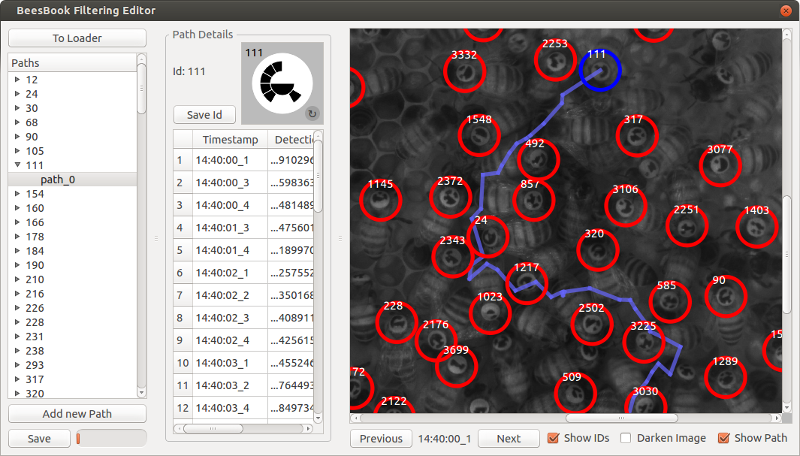 BeesBook Filtering Editor
To Loader
Paths
12
24
30
68
90
105
111
path_0
154
160
166
178
184
190
210
216
226
228
231
238
293
317
320
Add new Path
Save
Path Details
Id: 111
111
Save Id
Timestamp Detectio
1 14:40:00_1 ...910296
2 14:40:00_3 ...598363
3 14:40:00_4 ...481489
4 14:40:01_3 ...475601
5 14:40:01_4 ...189970
6 14:40:02_1 ...257552
7 14:40:02_2 ...350168
8 14:40:02_3 ...408911
9 14:40:02_4 ...425615
10 14:40:03_1 ...455246
11 14:40:03_2 ...764493
12 14:40:03_4 ...849734
3332
2253
111
1548
492
317
3077
1145
2372
857
3106
2251
1403
24
2343
320
1217
585
90
1023
228
2176
2502
3225
3699
1289
15
72
509
2122
3030
Previous 14:40:00_1 Next Show IDs Darken Image Show Path